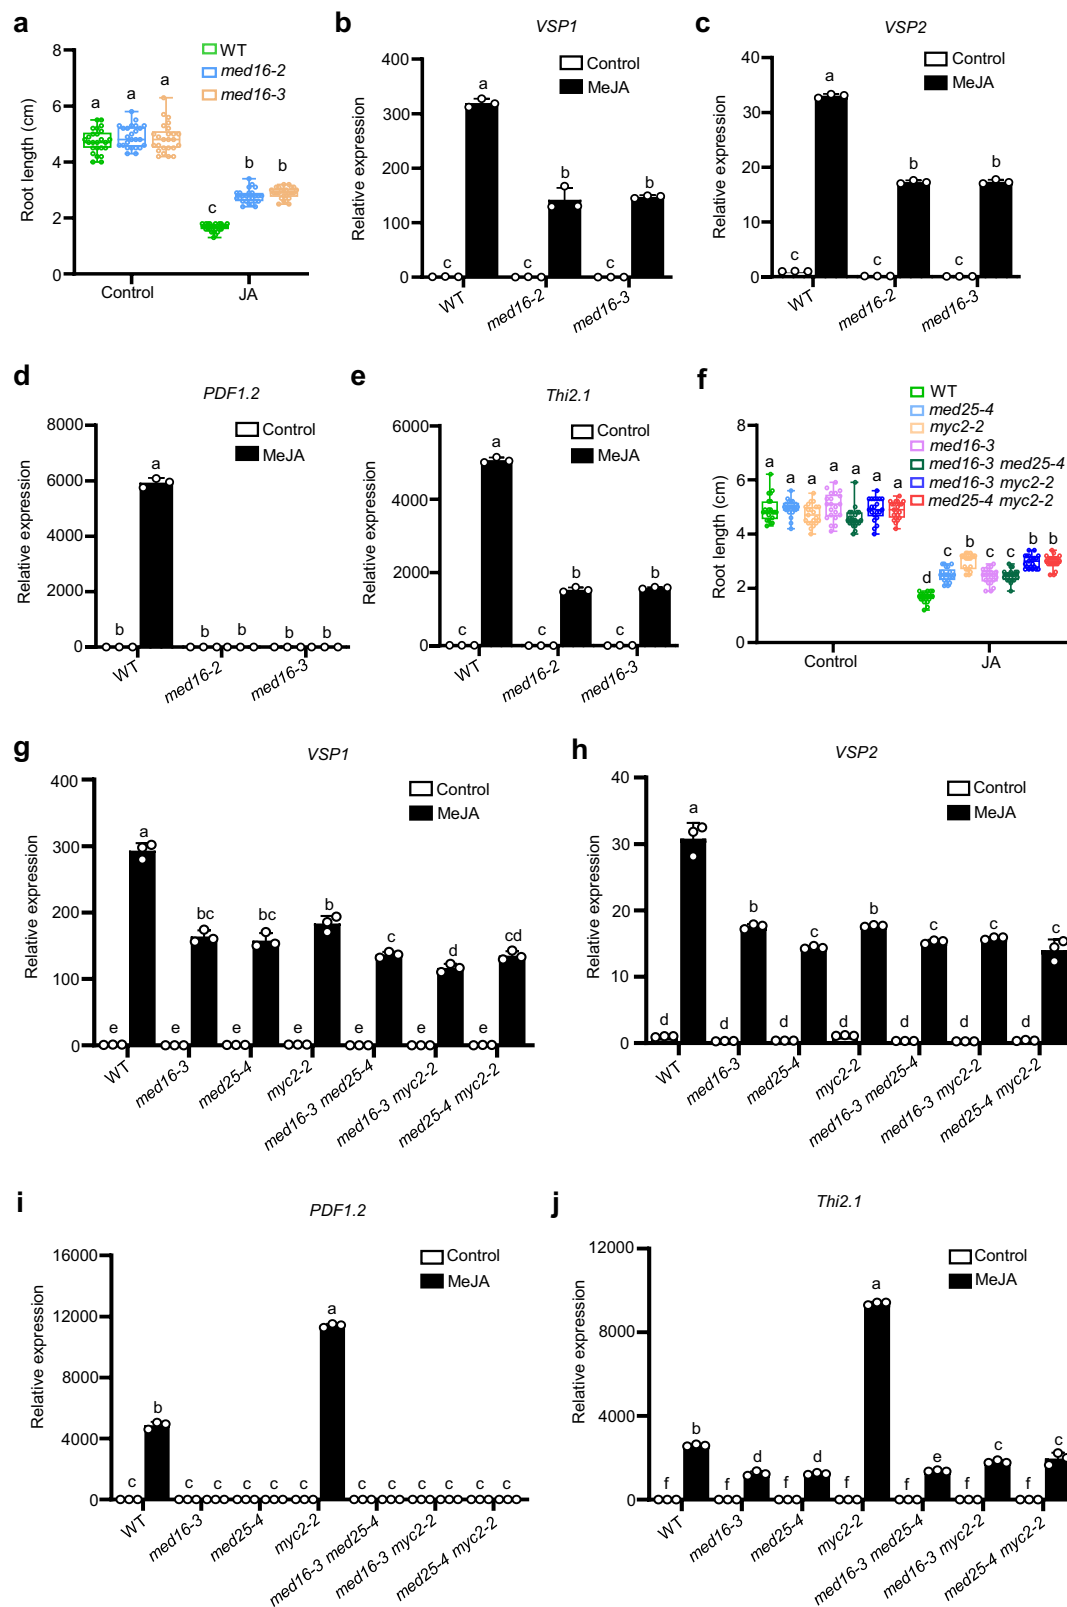 a
WT
med16-2
med16-3
8
6
4
2
0
Root length (cm)
a a a
c b b
Control JA
b
VSP1
Control
MeJA
400
300
200
100
0
Relative expression
c a c b c b
WT med16-2 med16-3
c
VSP2
Control
MeJA
40
30
20
10
0
Relative expression
c a c b c b
WT med16-2 med16-3
d
PDF1.2
Control
MeJA
8000
6000
4000
2000
0
Relative expression
b a b b b b
WT med16-2 med16-3
e
Thi2.1
Control
MeJA
6000
4000
2000
0
Relative expression
c a c b c b
WT med16-2 med16-3
f
WT
med25-4
myc2-2
med16-3
med16-3 med25-4
med16-3 myc2-2
med25-4 myc2-2
8
6
4
2
0
Root length (cm)
a a a a a a a
d c b c c b b
Control JA
g
VSP1
Control
MeJA
400
300
200
100
0
Relative expression
e a e bc e bc e b e c e d e cd
WT med16-3 med25-4 myc2-2 med16-3 med25-4 med16-3 myc2-2 med25-4 myc2-2
h
VSP2
Control
MeJA
40
30
20
10
0
Relative expression
d a d b d c d b d c d c d c
WT med16-3 med25-4 myc2-2 med16-3 med25-4 med16-3 myc2-2 med25-4 myc2-2
i
PDF1.2
Control
MeJA
16000
12000
8000
4000
0
Relative expression
c b c c c c c a c c c c c c
WT med16-3 med25-4 myc2-2 med16-3 med25-4 med16-3 myc2-2 med25-4 myc2-2
j
Thi2.1
Control
MeJA
12000
8000
4000
0
Relative expression
f b f d f d f a f e f c f c
WT med16-3 med25-4 myc2-2 med16-3 med25-4 med16-3 myc2-2 med25-4 myc2-2